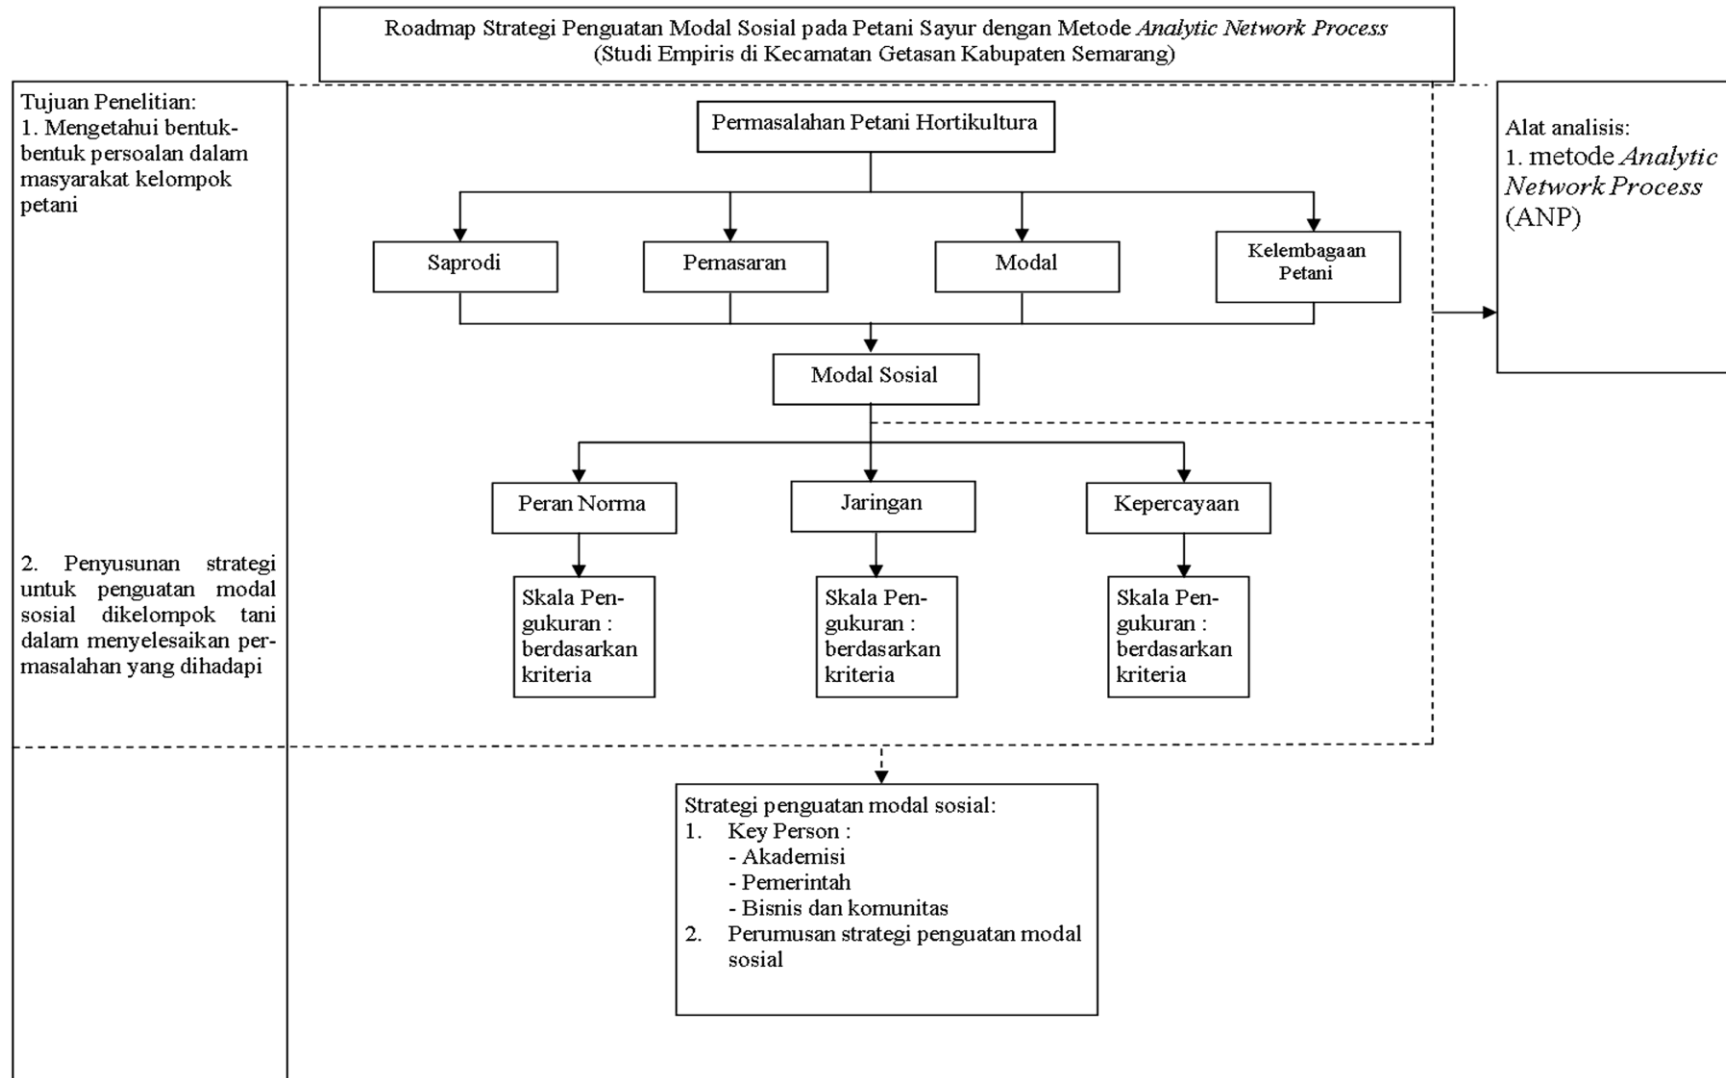 Roadmap Strategi Penguatan Modal Sosial pada Petani Sayur dengan Metode Analytic Network Process
(Studi Empiris di Kecamatan Getasan Kabupaten Semarang)
Tujuan Penelitian:
1. Mengetahui bentuk-
bentuk persoalan dalam
masyarakat kelompok
petani
2. Penyusunan strategi
untuk penguatan modal
sosial dikelompok tani
dalam menyelesaikan per-
masalahan yang dihadapi
Permasalahan Petani Hortikultura
Saprodi
Pemasaran
Modal
Kelembagaan
Petani
Modal Sosial
Peran Norma
Jaringan
Kepercayaan
Skala Pen-
gukuran :
berdasarkan
kriteria
Skala Pen-
gukuran :
berdasarkan
kriteria
Skala Pen-
gukuran :
berdasarkan
kriteria
Alat analisis:
1. metode Analytic
Network Process
(ANP)
Strategi penguatan modal sosial:
1. Key Person :
- Akademisi
- Pemerintah
- Bisnis dan komunitas
2. Perumusan strategi penguatan modal
sosial